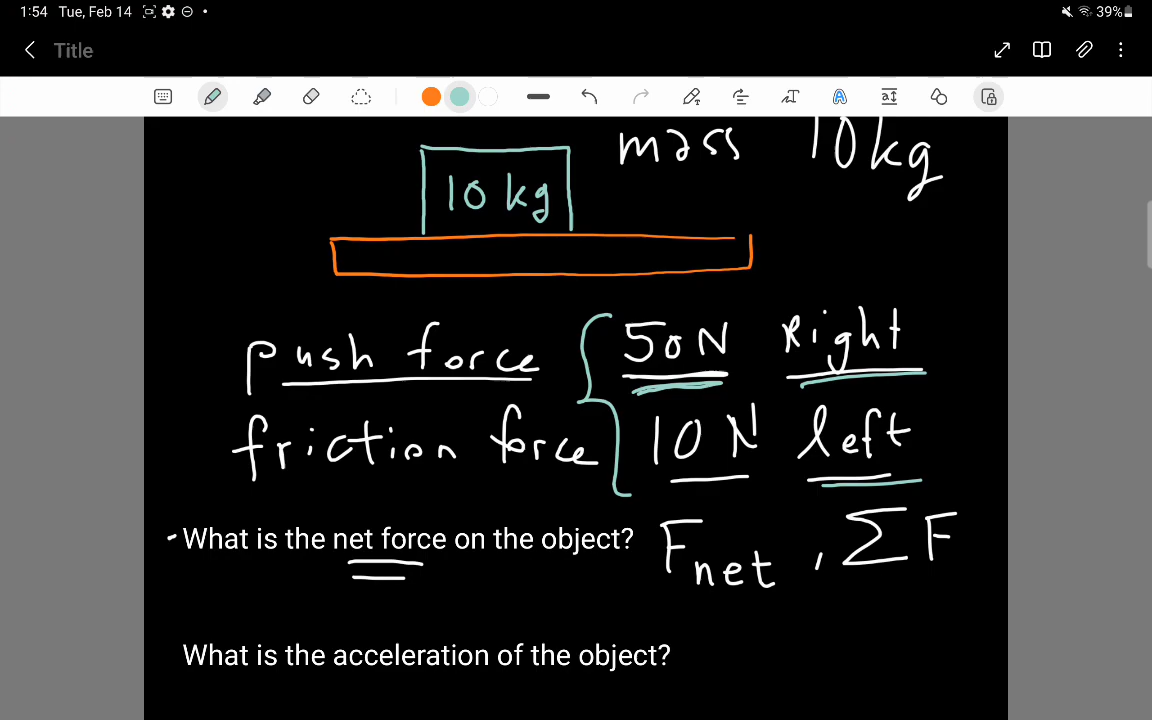 1:54 Tue, Feb 14 39%
Title
mass 10kg
10 kg
push force 50N Right
friction force 10N left
What is the net force on the object? Fnet, ΣF
What is the acceleration of the object?